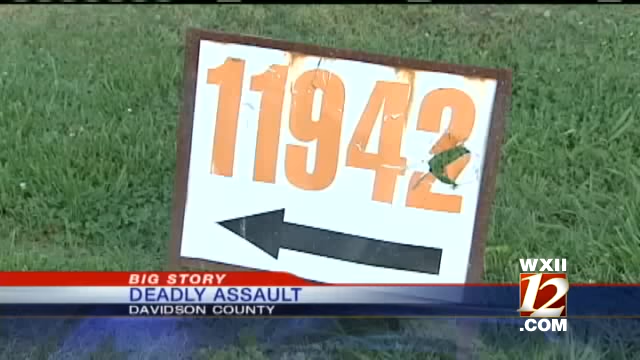 11942
BIG STORY
DEADLY ASSAULT
DAVIDSON COUNTY
WXII
12
.COM